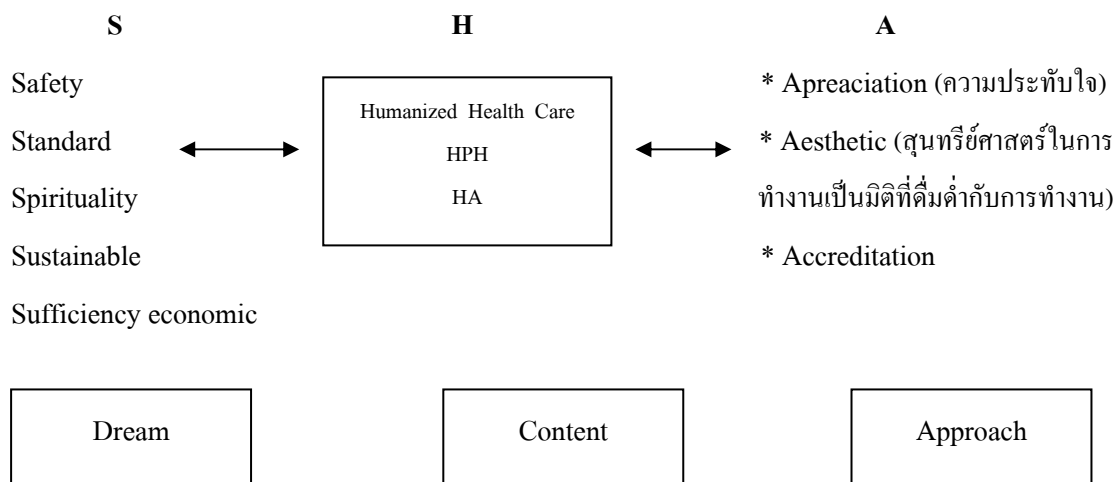 S H A
Safety
Standard
Spirituality
Sustainable
Sufficiency economic
Humanized Health Care
HPH
HA
* Apreaciation (ความประทับใจ)
* Aesthetic (สุนทรีย์ศาสตร์ในการ
ทำงานเป็นมิติที่ดื่มด่ำกับการทำงาน)
* Accreditation
Dream Content Approach